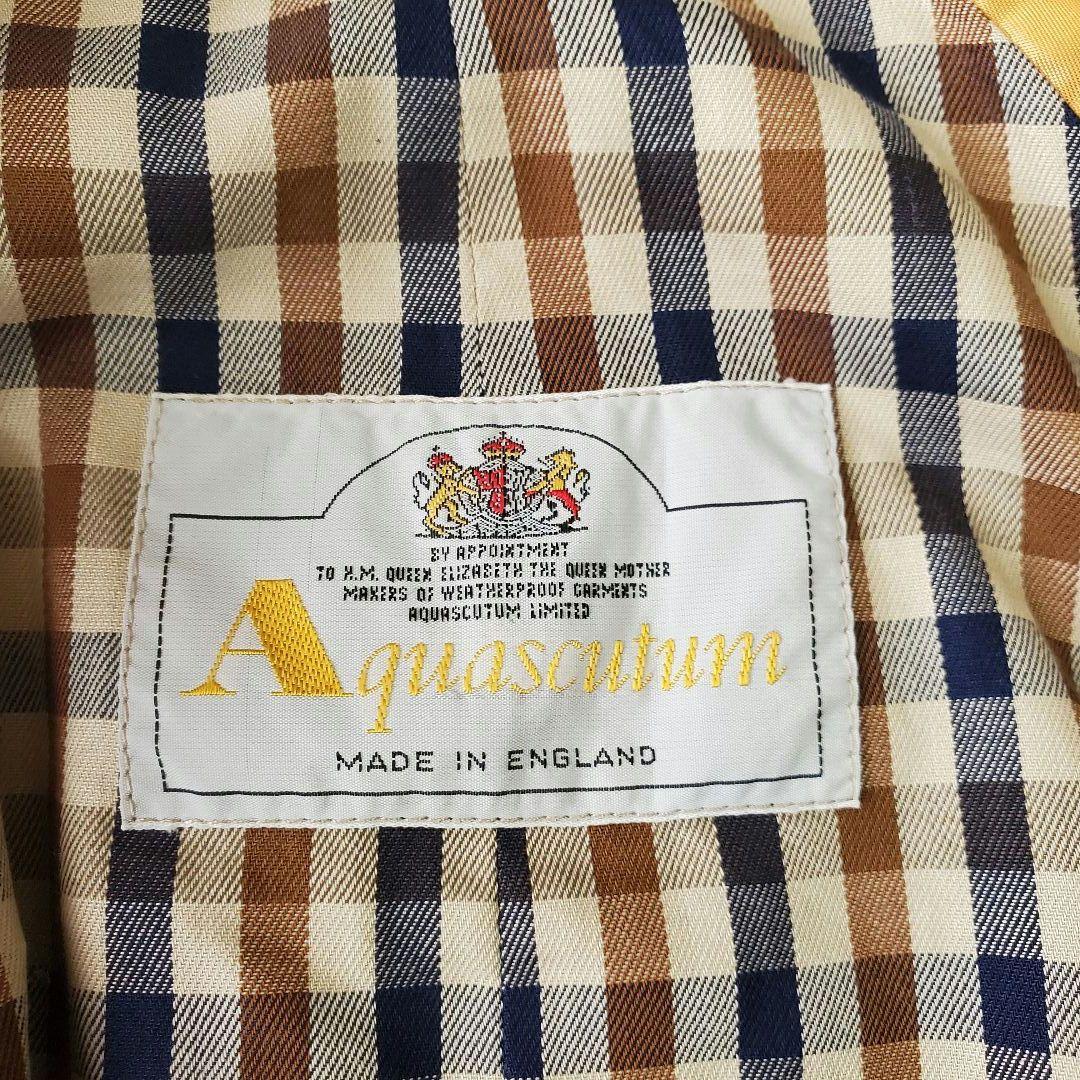 BY APPOINTMENT
TO H.M. QUEEN ELIZABETH THE QUEEN MOTHER
MAKERS OF WEATHERPROOF GARMENTS
AQUASCUTUM LIMITED
Aquascutum
MADE IN ENGLAND